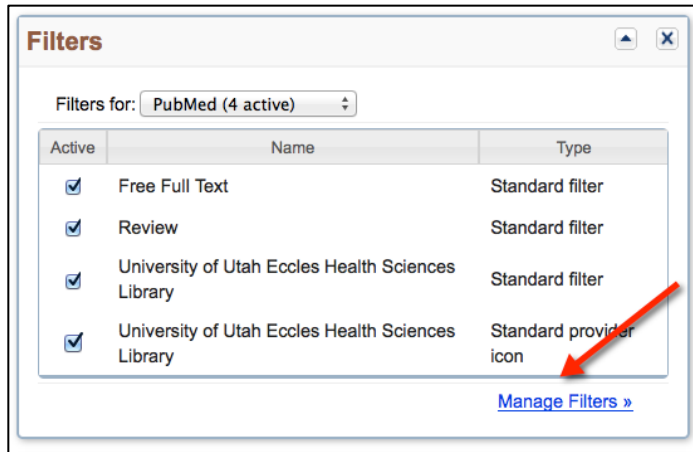 Filters
Filters for: PubMed (4 active)
Active Name Type
Free Full Text Standard filter
Review Standard filter
University of Utah Eccles Health Sciences
Library Standard filter
University of Utah Eccles Health Sciences
Library Standard provider
icon
Manage Filters »